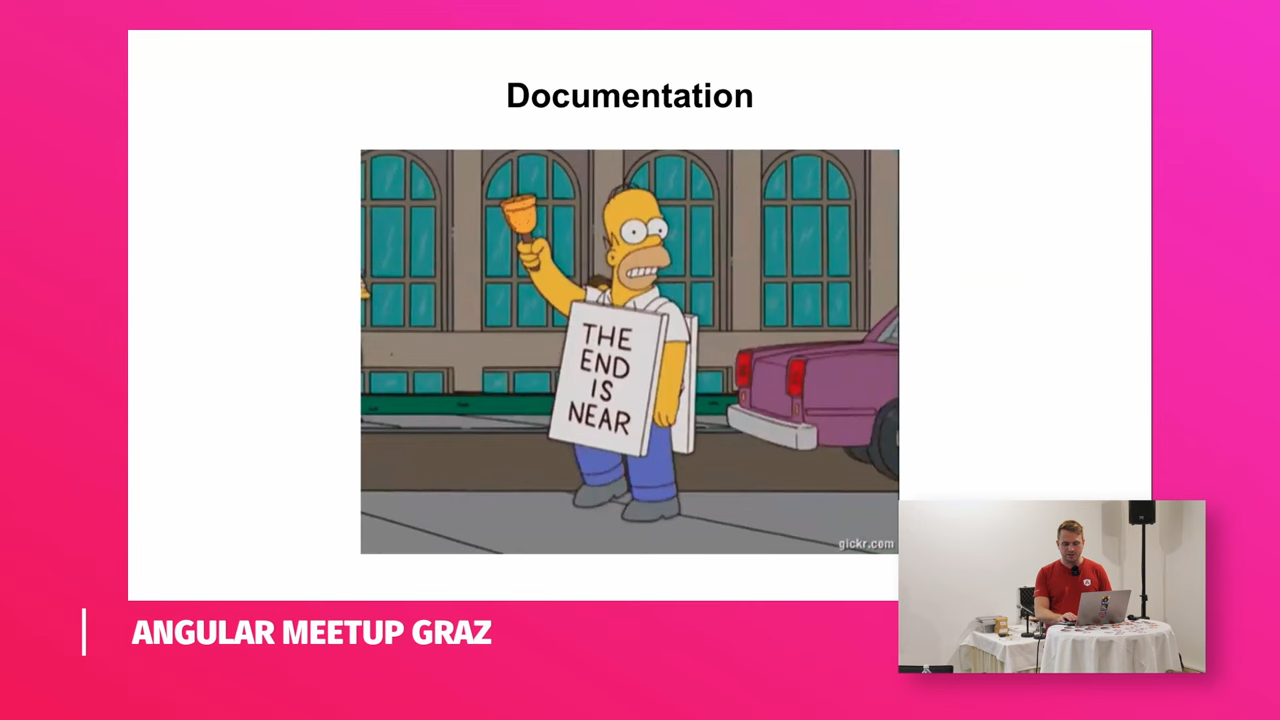 Documentation
THE
END
IS
NEAR
gickr.com
ANGULAR MEETUP GRAZ